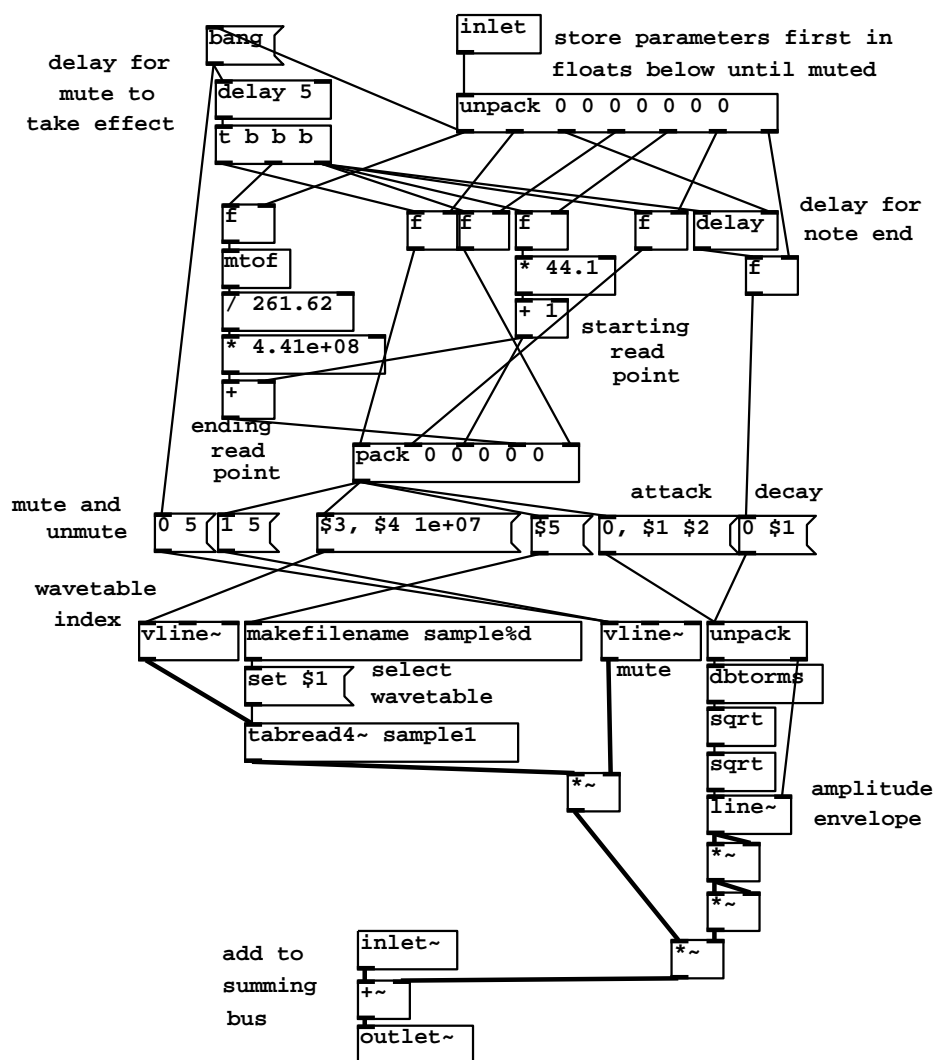 bang
inlet
store parameters first in
floats below until muted
delay for
mute to
take effect
delay 5
unpack 0 0 0 0 0 0 0
t b b b
f
f
f
f
f
delay
delay for
note end
mtof
* 44.1
f
/ 261.62
+ 1
* 4.41e+08
starting
read
point
+
ending
read
point
pack 0 0 0 0 0
mute and
unmute
attack
decay
0 5
1 5
$3, $4 1e+07
$5
0, $1 $2
0 $1
wavetable
index
vline~
makefilename sample%d
vline~
unpack
set $1
select
wavetable
mute
dbtorms
sqrt
tabread4~ sample1
sqrt
*~
line~
amplitude
envelope
*~
*~
add to
summing
bus
inlet~
*~
+~
outlet~